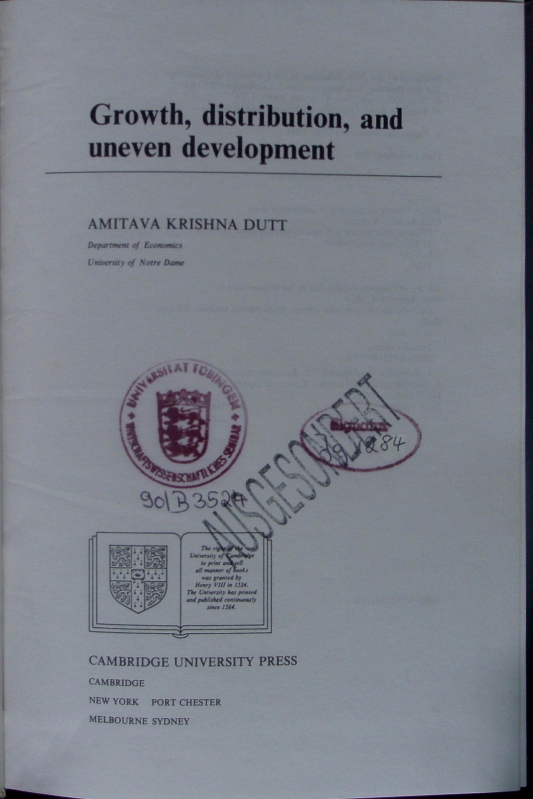 Growth, distribution, and
uneven development
AMITAVA KRISHNA DUTT
Department of Economics
University of Notre Dame
UNIVERSITÄT TÜBINGEN
WIRTSCHAFTSWISSENSCHAFTLICHES SEMINAR
AUSGESONDERT
90/B 3524
The right of the
University of Cambridge
to print and sell
all manner of books
was granted by
Henry VIII in 1534.
The University has printed
and published continuously
since 1584.
CAMBRIDGE UNIVERSITY PRESS
CAMBRIDGE
NEW YORK PORT CHESTER
MELBOURNE SYDNEY